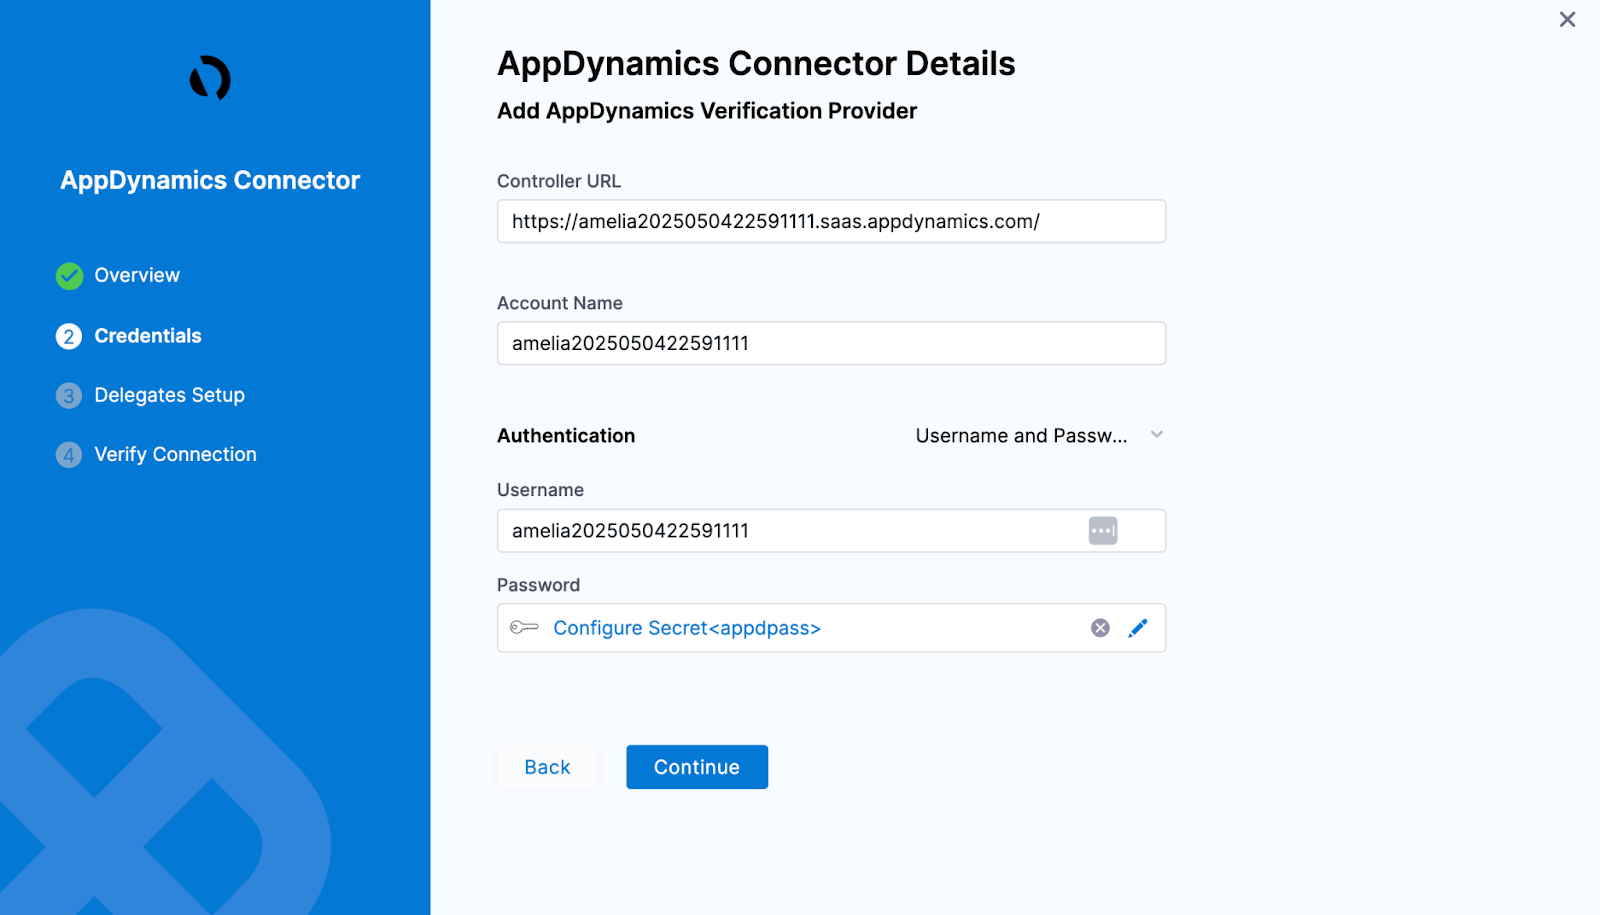 AppDynamics Connector
Overview
2 Credentials
3 Delegates Setup
4 Verify Connection
AppDynamics Connector Details
Add AppDynamics Verification Provider
Controller URL
https://amelia2025050422591111.saas.appdynamics.com/
Account Name
amelia2025050422591111
Authentication
Username and Passw...
Username
amelia2025050422591111
Password
Configure Secret<appdpass>
Back
Continue